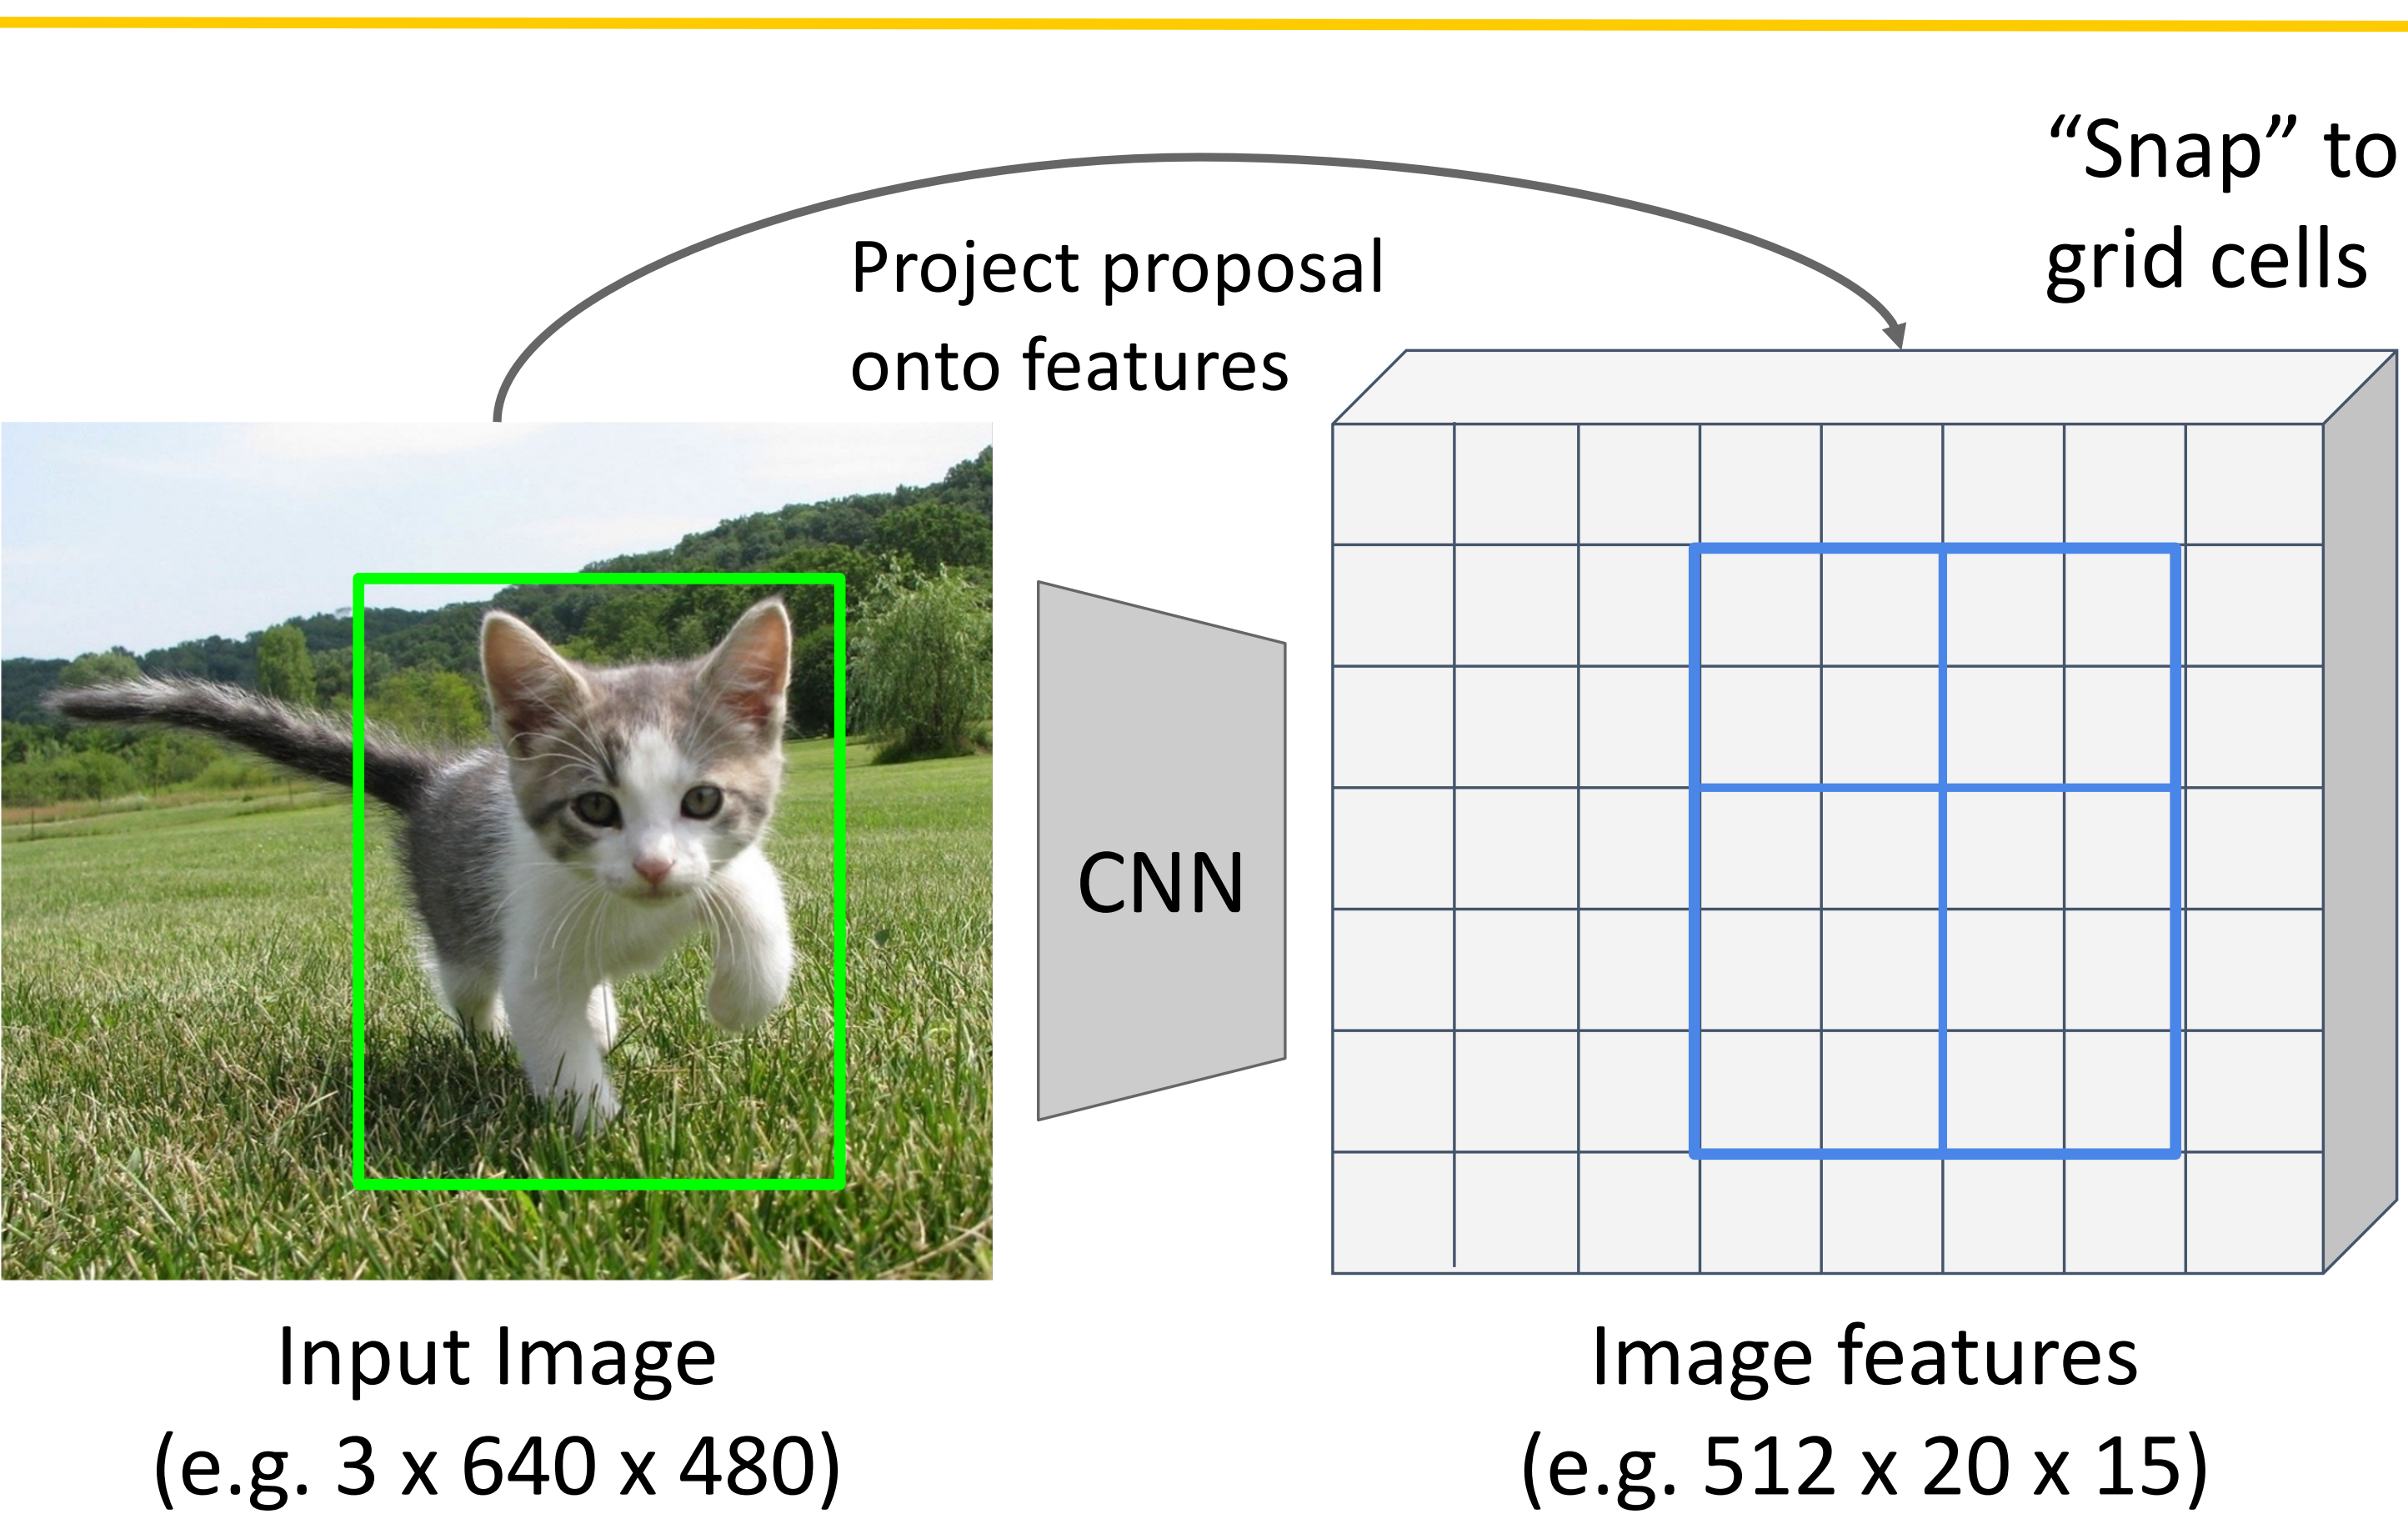 “Snap” to
grid cells
Project proposal
onto features
CNN
Input Image
(e.g. 3 x 640 x 480)
Image features
(e.g. 512 x 20 x 15)